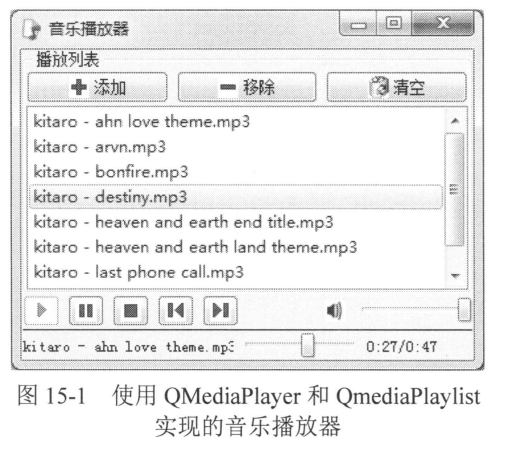 音乐播放器
播放列表
添加 移除 清空
kitaro - ahn love theme.mp3
kitaro - arvn.mp3
kitaro - bonfire.mp3
kitaro - destiny.mp3
kitaro - heaven and earth end title.mp3
kitaro - heaven and earth land theme.mp3
kitaro - last phone call.mp3
kitaro - ahn love theme.mp3 0:27/0:47
图 15-1 使用 QMediaPlayer 和 QmediaPlaylist
实现的音乐播放器